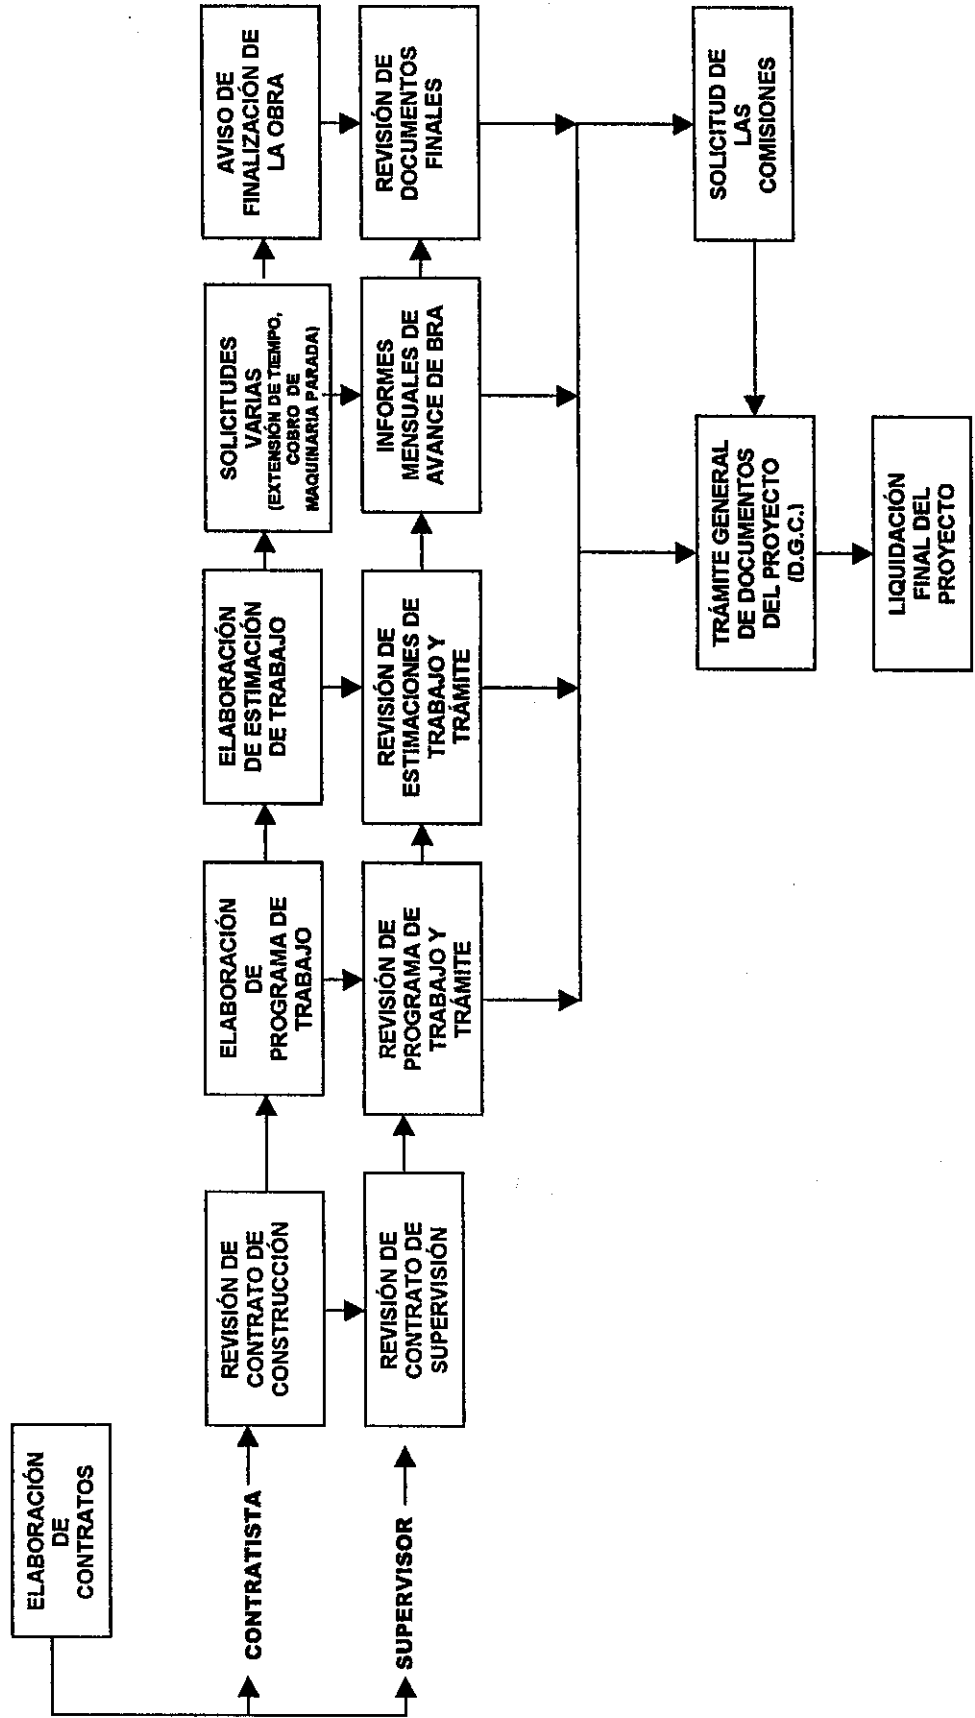 ELABORACIÓN
DE
CONTRATOS
CONTRATISTA
REVISIÓN DE
CONTRATO DE
CONSTRUCCIÓN
ELABORACIÓN
DE
PROGRAMA DE
TRABAJO
ELABORACIÓN
DE ESTIMACIÓN
DE TRABAJO
SOLICITUDES
VARIAS
(EXTENSIÓN DE TIEMPO,
COBRO DE
MAQUINARIA PARADA)
AVISO DE
FINALIZACIÓN DE
LA OBRA
SUPERVISOR
REVISIÓN DE
CONTRATO DE
SUPERVISIÓN
REVISIÓN DE
PROGRAMA DE
TRABAJO Y
TRÁMITE
REVISIÓN DE
ESTIMACIONES DE
TRABAJO Y
TRÁMITE
INFORMES
MENSUALES DE
AVANCE DE BRA
REVISIÓN DE
DOCUMENTOS
FINALES
SOLICITUD DE
LAS
COMISIONES
TRÁMITE GENERAL
DE DOCUMENTOS
DEL PROYECTO
(D.G.C.)
LIQUIDACIÓN
FINAL DEL
PROYECTO